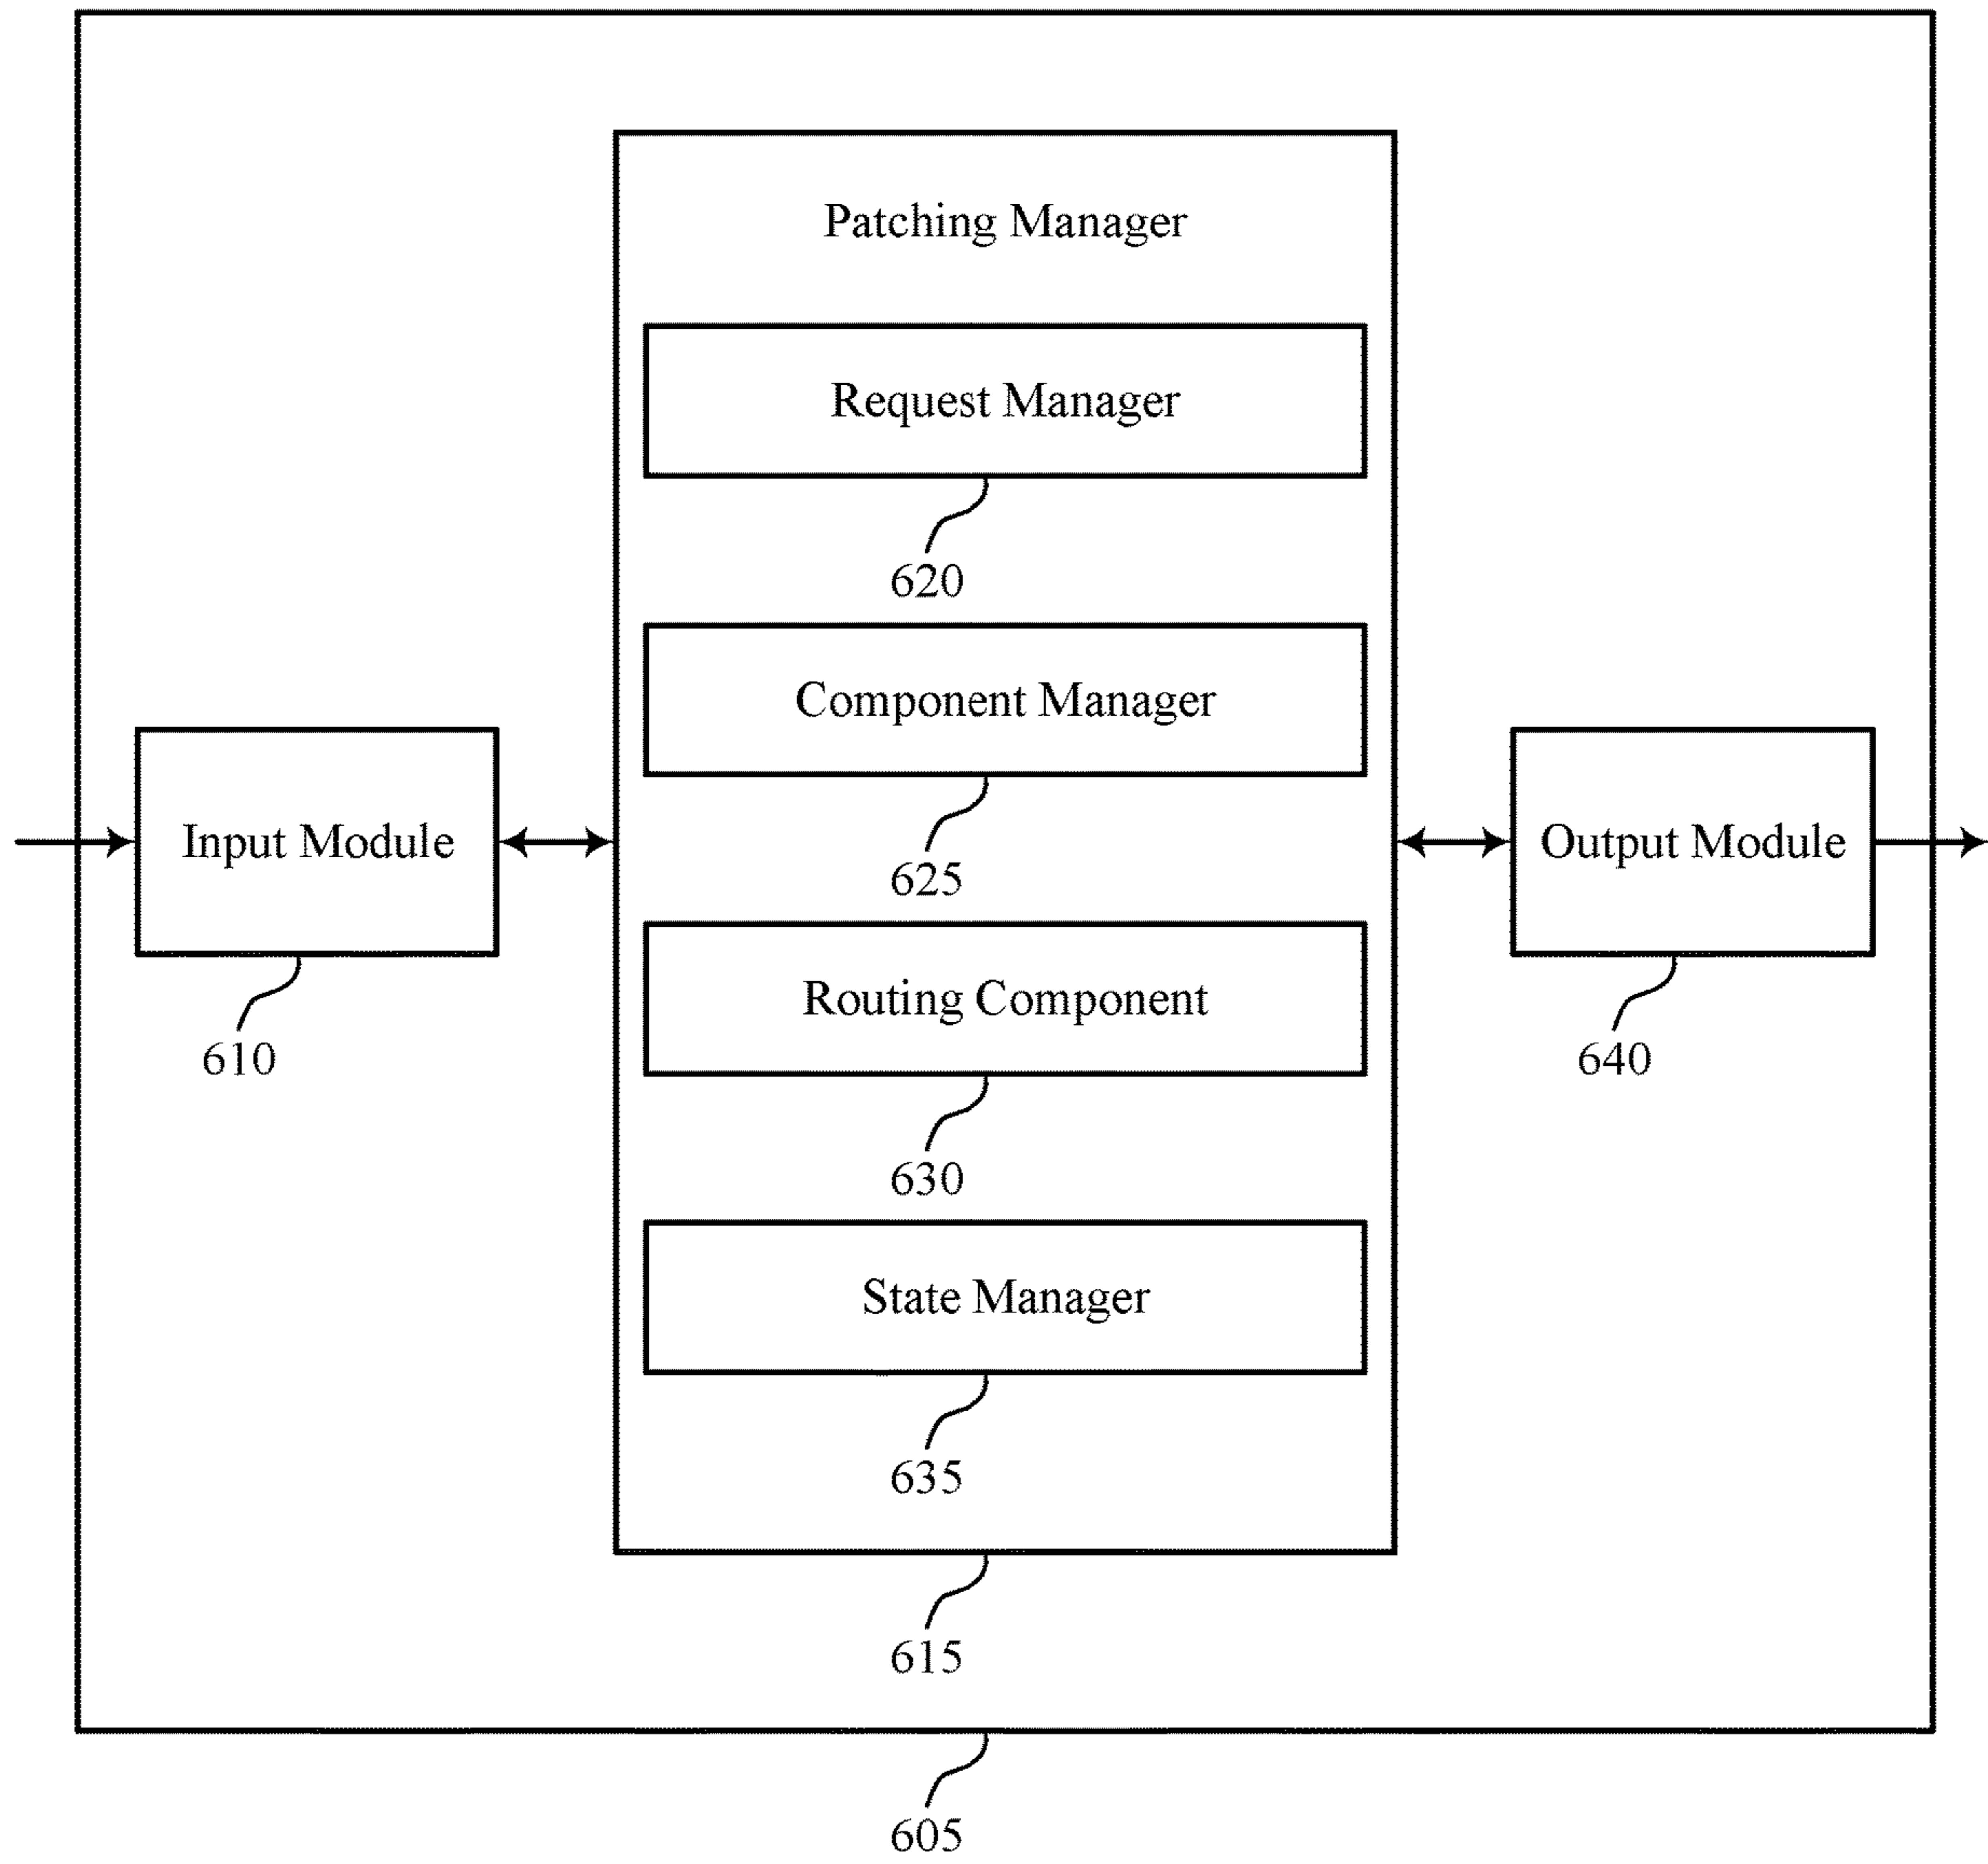 Patching Manager
Request Manager
620
Component Manager
625
Input Module
610
Output Module
640
Routing Component
630
State Manager
635
615
605